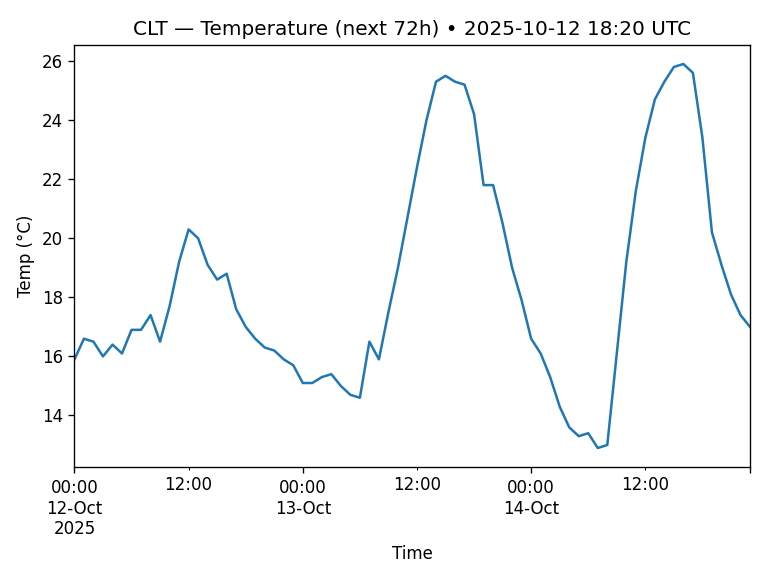 CLT — Temperature (next 72h) • 2025-10-12 18:20 UTC
26
24
22
20
18
16
14
Temp (°C)
00:00 12:00 00:00 12:00 00:00 12:00
12-Oct 13-Oct 14-Oct
2025
Time